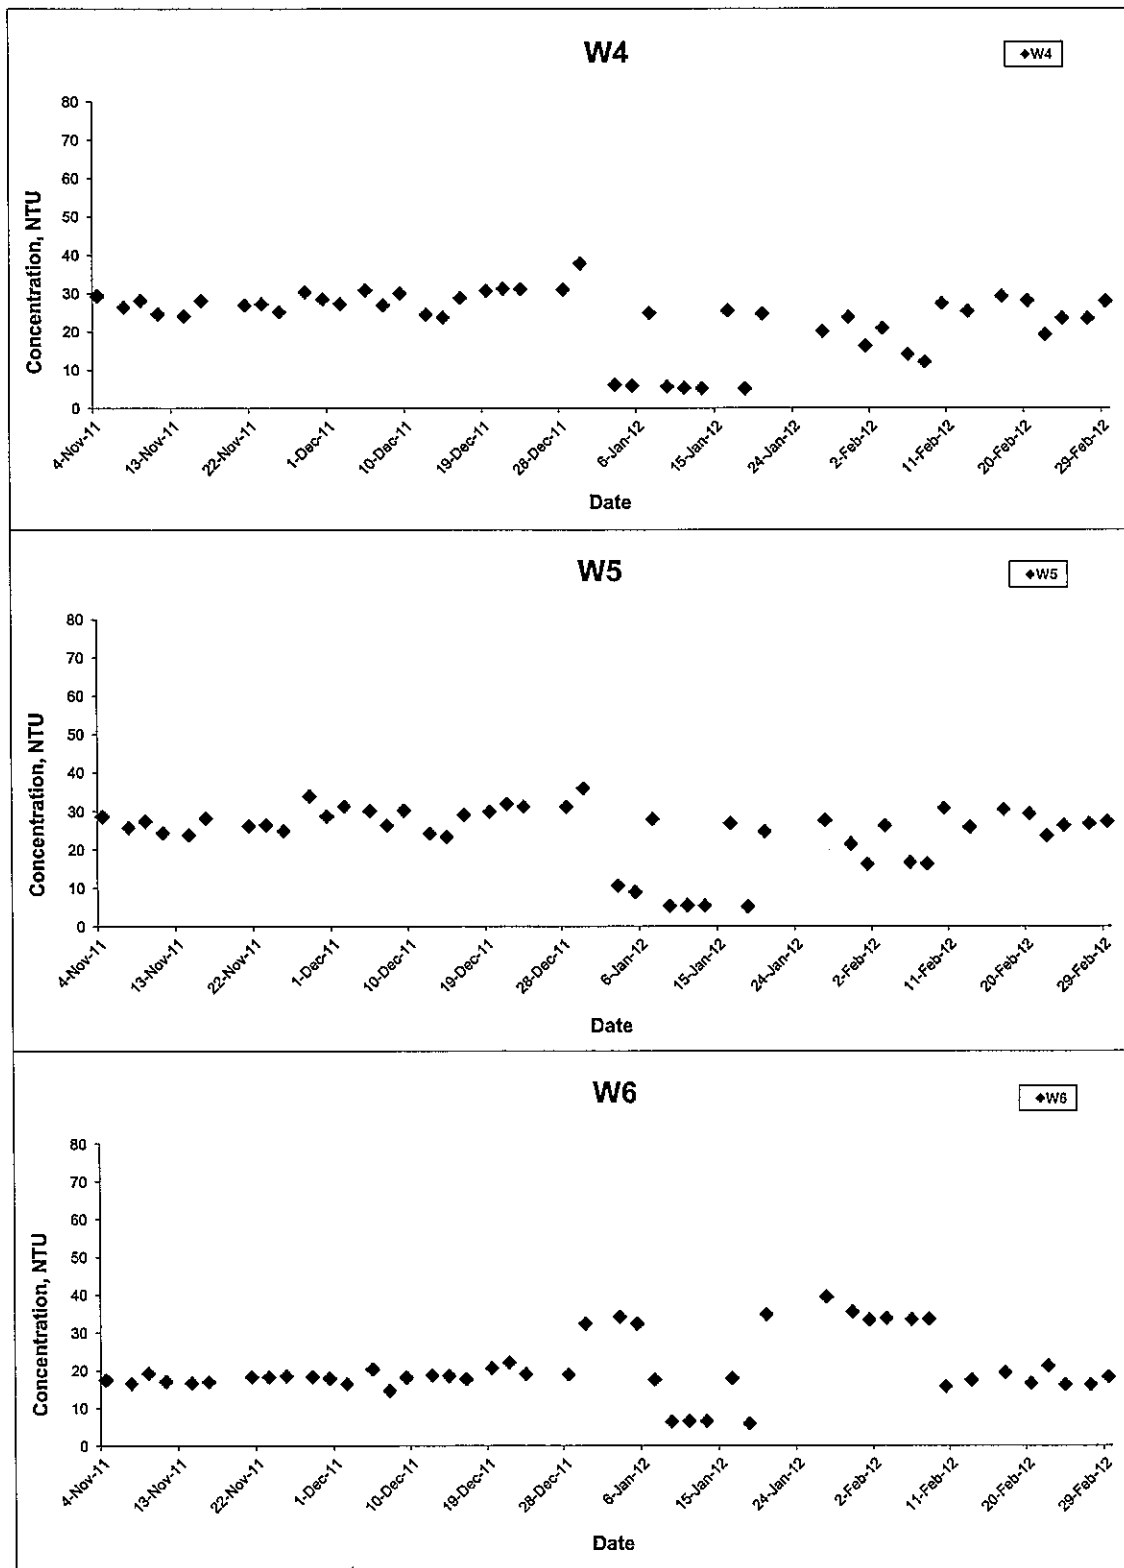 W4
◆W4
80
70
60
50
40
30
20
10
0
Concentration, NTU
4-Nov-11
13-Nov-11
22-Nov-11
1-Dec-11
10-Dec-11
19-Dec-11
28-Dec-11
6-Jan-12
15-Jan-12
24-Jan-12
2-Feb-12
11-Feb-12
20-Feb-12
29-Feb-12
Date
W5
◆W5
80
70
60
50
40
30
20
10
0
Concentration, NTU
4-Nov-11
13-Nov-11
22-Nov-11
1-Dec-11
10-Dec-11
19-Dec-11
28-Dec-11
6-Jan-12
15-Jan-12
24-Jan-12
2-Feb-12
11-Feb-12
20-Feb-12
29-Feb-12
Date
W6
◆W6
80
70
60
50
40
30
20
10
0
Concentration, NTU
4-Nov-11
13-Nov-11
22-Nov-11
1-Dec-11
10-Dec-11
19-Dec-11
28-Dec-11
6-Jan-12
15-Jan-12
24-Jan-12
2-Feb-12
11-Feb-12
20-Feb-12
29-Feb-12
Date